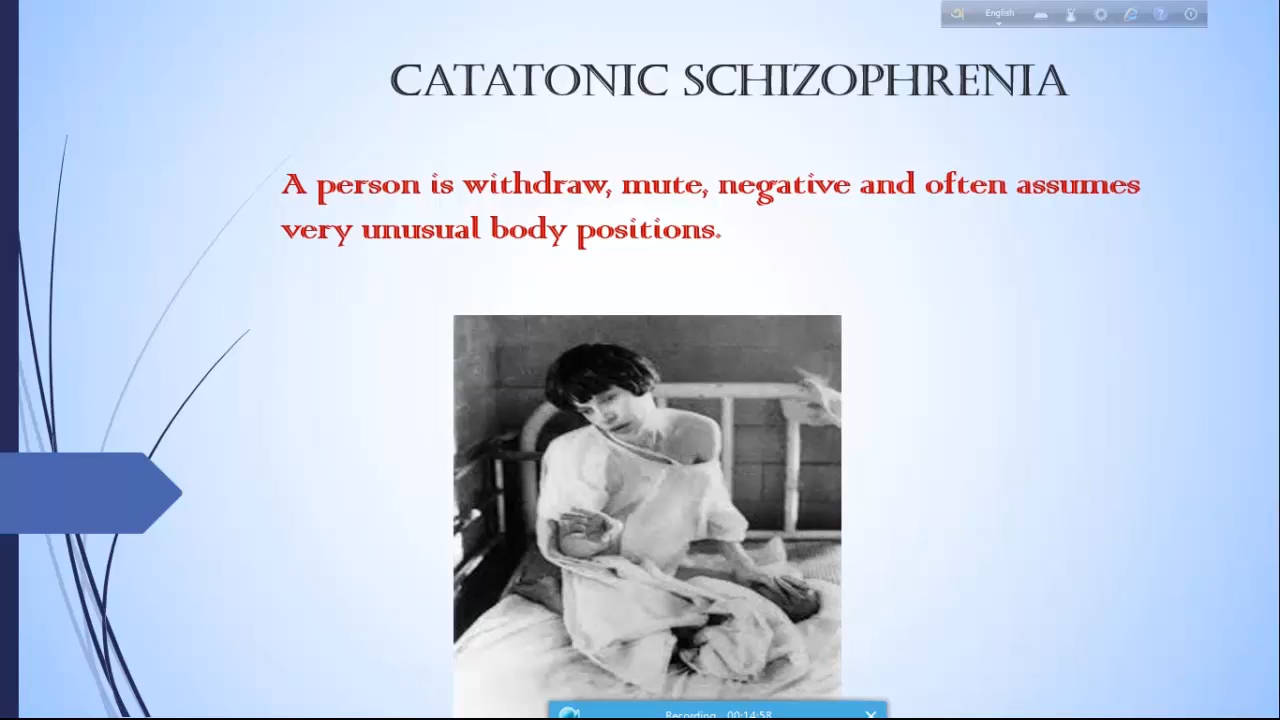 English
CATATONIC SCHIZOPHRENIA
A person is withdraw, mute, negative and often assumes
very unusual body positions.
Recording 00:14:58